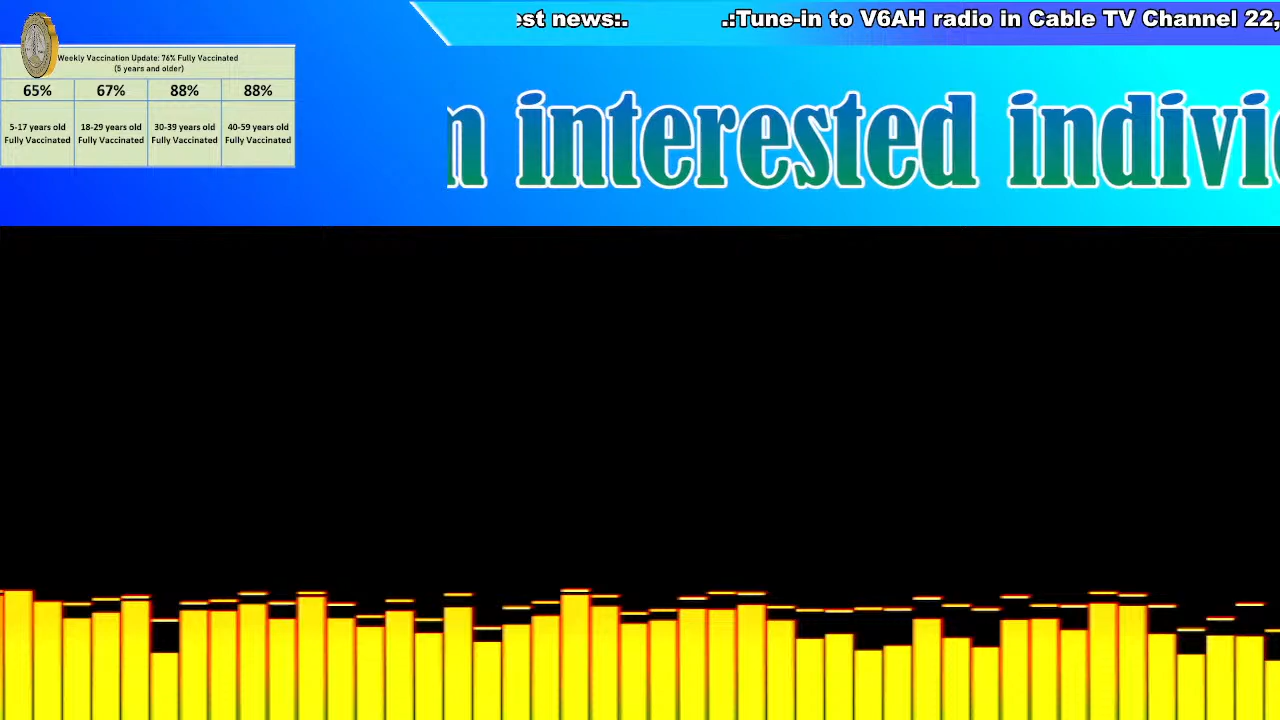 est news:. .:Tune-in to V6AH radio in Cable TV Channel 22,
Weekly Vaccination Update: 76% Fully Vaccinated
(5 years and older)
65% 67% 88% 88%
5-17 years old 18-29 years old 30-39 years old 40-59 years old
Fully Vaccinated Fully Vaccinated Fully Vaccinated Fully Vaccinated
n interested indivi